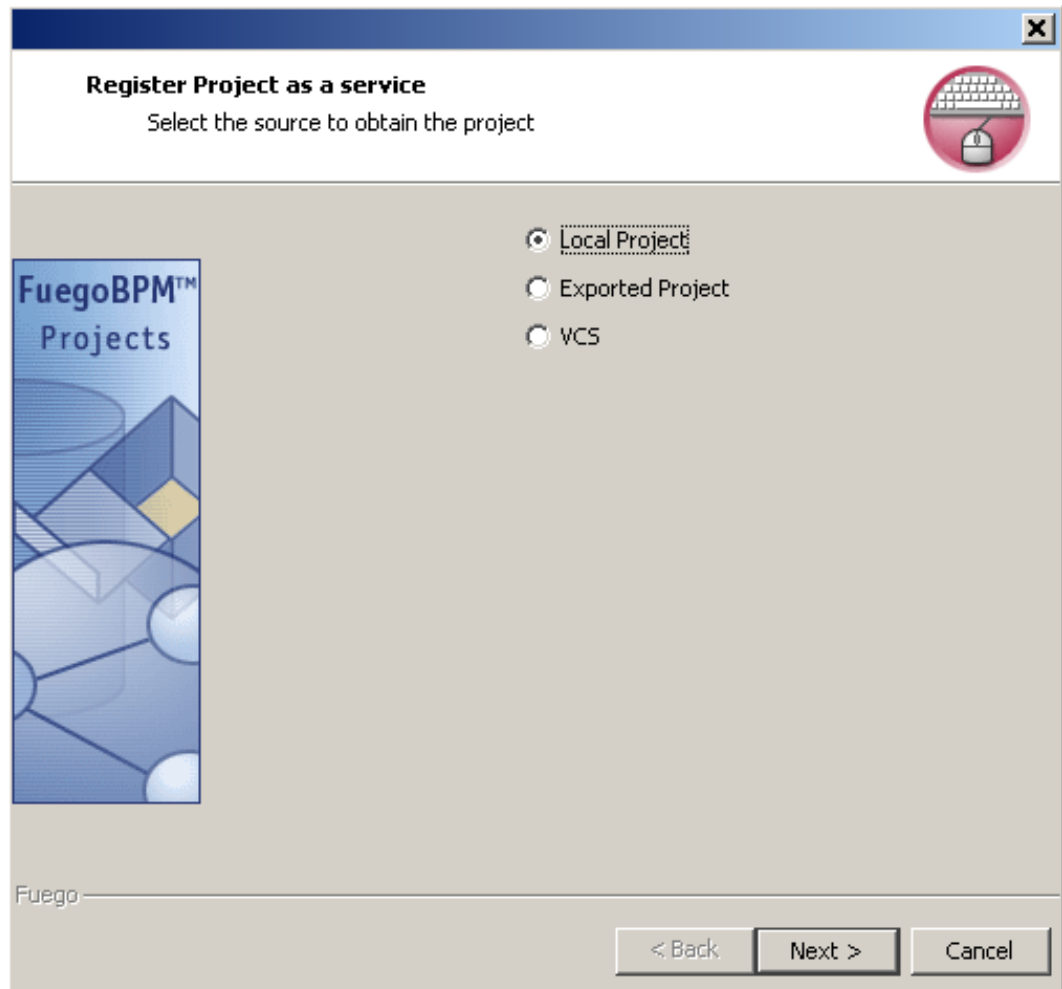 Register Project as a service
Select the source to obtain the project
Local Project
Exported Project
VCS
FuegoBPM™
Projects
Fuego
< Back
Next >
Cancel